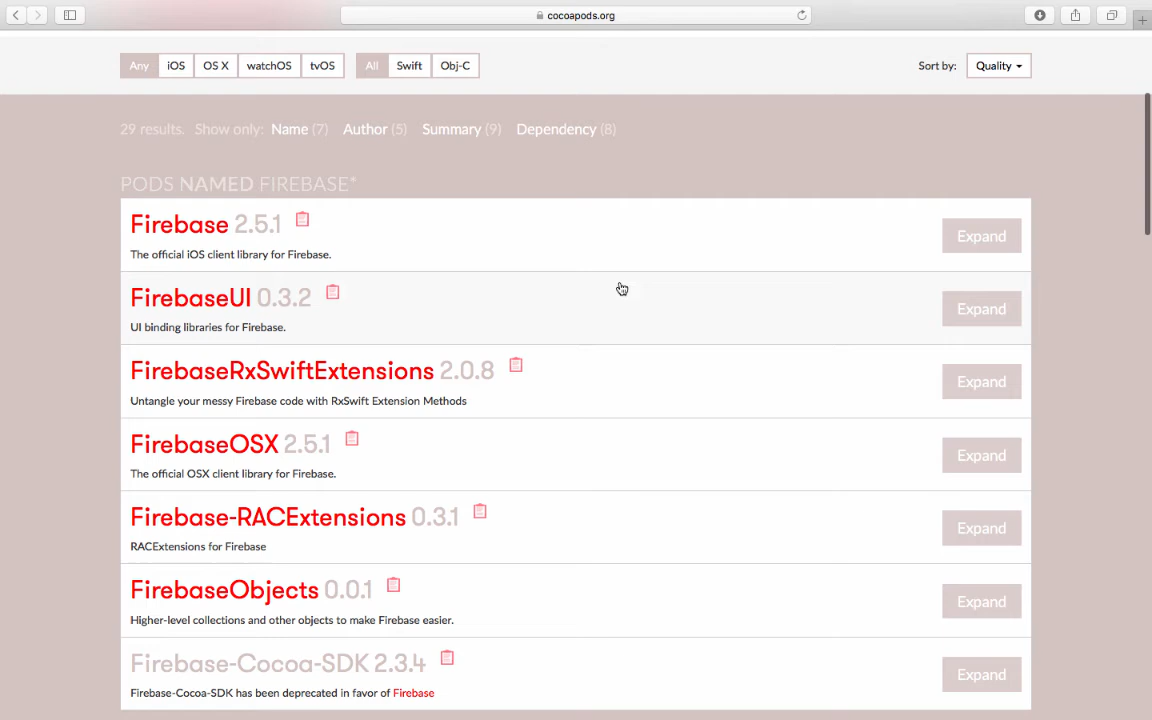 cocoapods.org
Any iOS OS X watchOS tvOS All Swift Obj-C Sort by: Quality
29 results. Show only: Name (7) Author (5) Summary (9) Dependency (8)
PODS NAMED FIREBASE*
Firebase 2.5.1
The official iOS client library for Firebase.
Expand
FirebaseUI 0.3.2
UI binding libraries for Firebase.
Expand
FirebaseRxSwiftExtensions 2.0.8
Untangle your messy Firebase code with RxSwift Extension Methods
Expand
FirebaseOSX 2.5.1
The official OSX client library for Firebase.
Expand
Firebase-RACExtensions 0.3.1
RACExtensions for Firebase
Expand
FirebaseObjects 0.0.1
Higher-level collections and other objects to make Firebase easier.
Expand
Firebase-Cocoa-SDK 2.3.4
Firebase-Cocoa-SDK has been deprecated in favor of Firebase
Expand